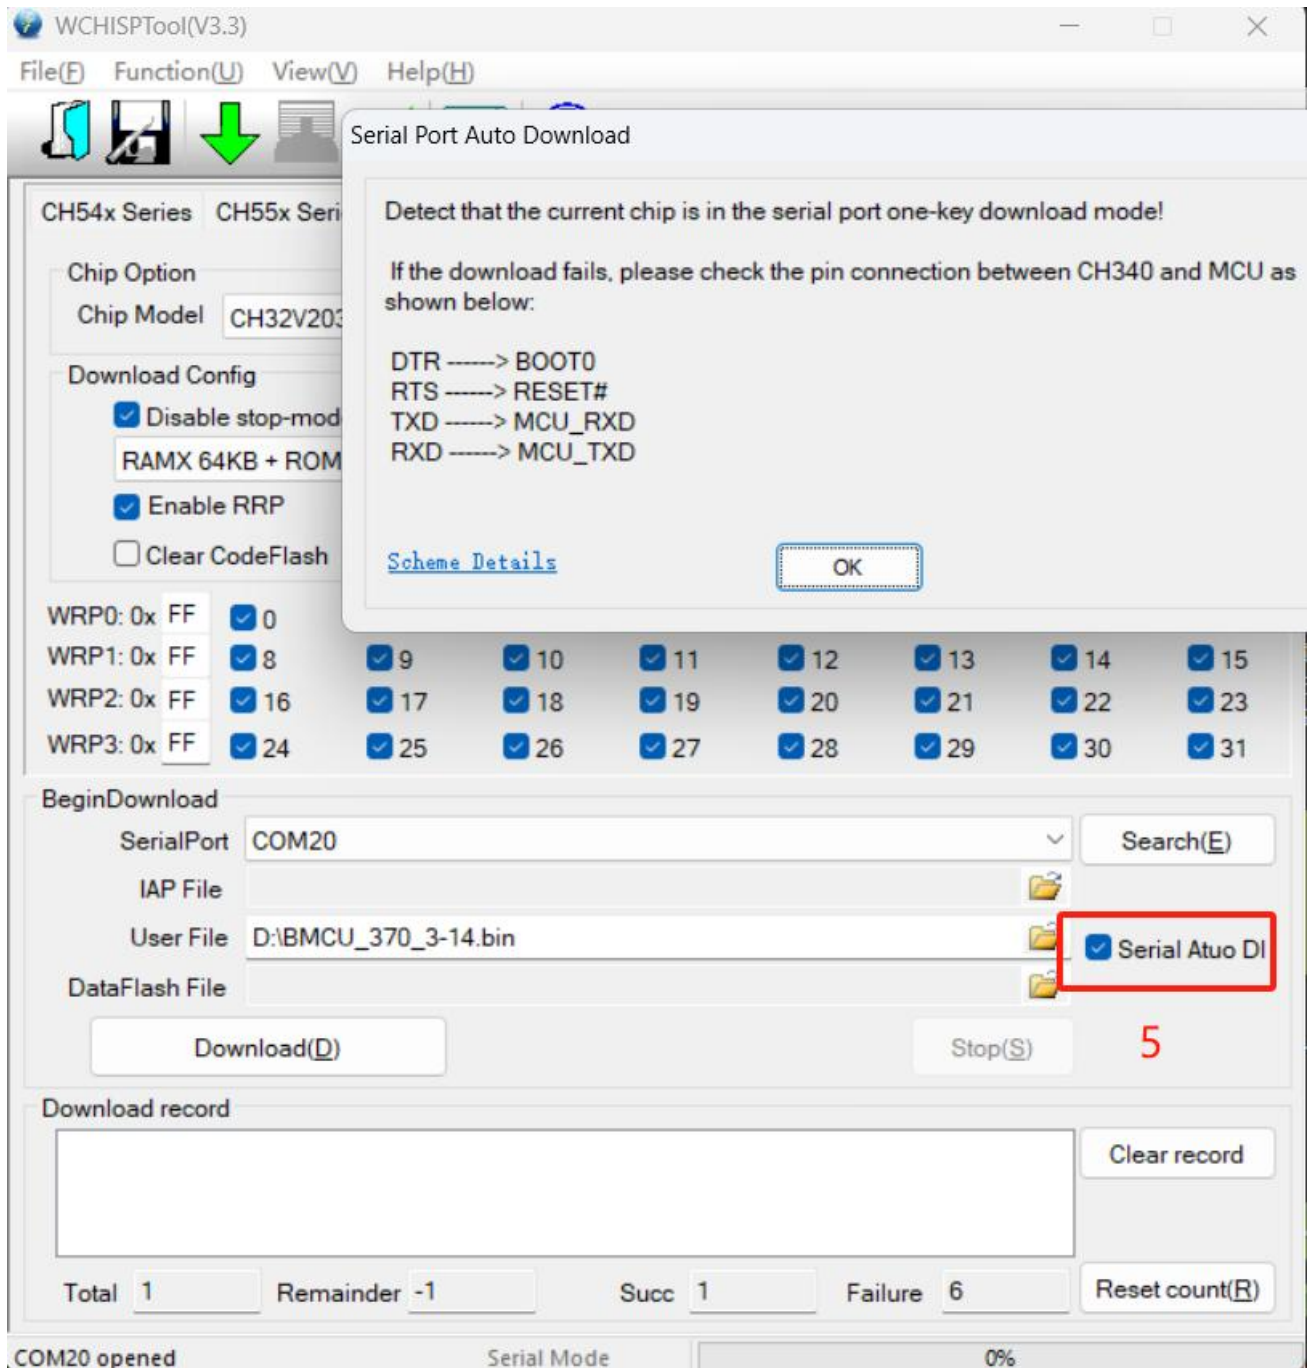 WCHISPTool(V3.3)
File(F) Function(U) View(V) Help(H)
Serial Port Auto Download
CH54x Series CH55x Seri
Detect that the current chip is in the serial port one-key download mode!
Chip Option
If the download fails, please check the pin connection between CH340 and MCU as
shown below:
Chip Model CH32V203
DTR ------> BOOT0
Download Config
RTS ------> RESET#
Disable stop-mod
TXD ------> MCU_RXD
RXD ------> MCU_TXD
RAMX 64KB + ROM
Enable RRP
Clear CodeFlash
Scheme Details OK
WRP0: 0x FF 0
WRP1: 0x FF 8 9 10 11 12 13 14 15
WRP2: 0x FF 16 17 18 19 20 21 22 23
WRP3: 0x FF 24 25 26 27 28 29 30 31
BeginDownload
SerialPort COM20 Search(E)
IAP File
User File D:\BMCU_370_3-14.bin Serial Atuo Dl
DataFlash File
Download(D) Stop(S) 5
Download record
Clear record
Total 1 Remainder -1 Succ 1 Failure 6 Reset count(R)
COM20 opened Serial Mode 0%